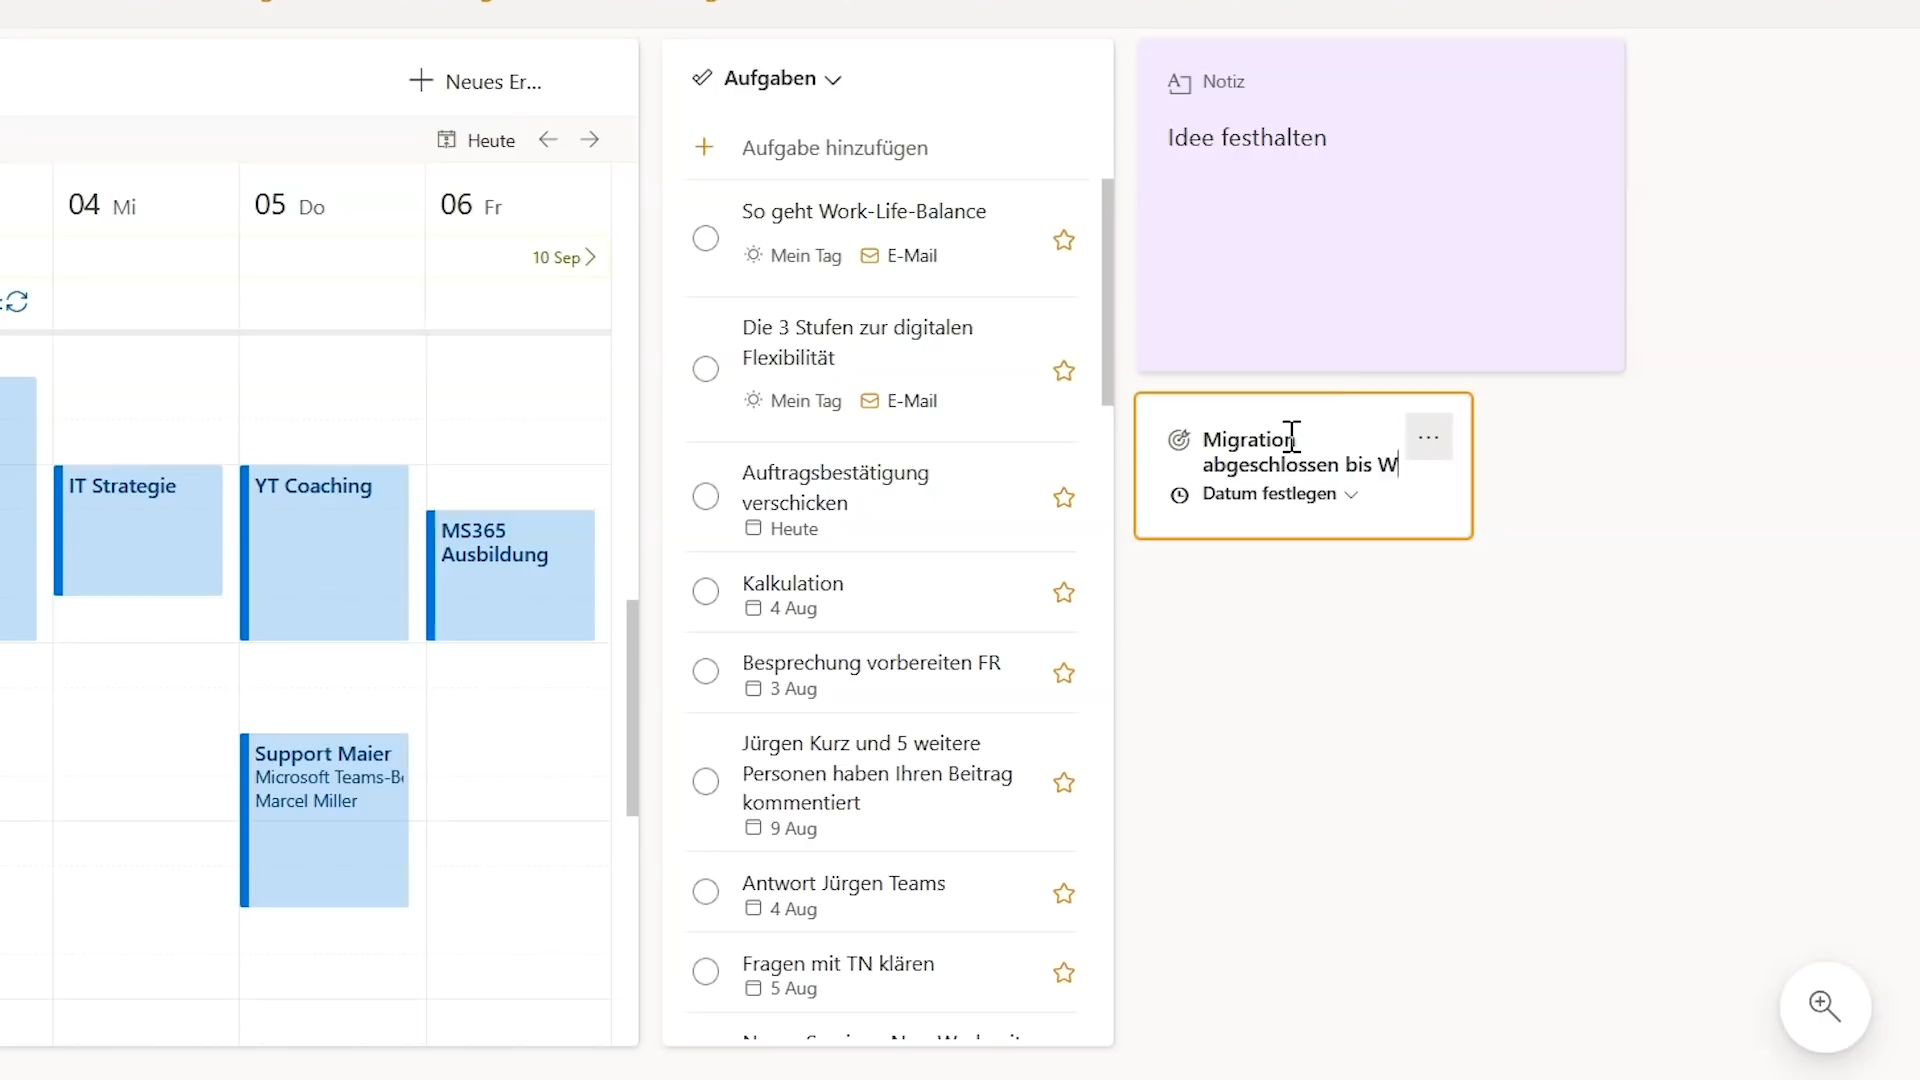 Neues Er...
Heute
04 Mi
05 Do
06 Fr
10 Sep
IT Strategie
YT Coaching
MS365
Ausbildung
Support Maier
Microsoft Teams-Be
Marcel Miller
Aufgaben
Aufgabe hinzufügen
So geht Work-Life-Balance
Mein Tag E-Mail
Die 3 Stufen zur digitalen
Flexibilität
Mein Tag E-Mail
Auftragsbestätigung
verschicken
Heute
Kalkulation
4 Aug
Besprechung vorbereiten FR
3 Aug
Jürgen Kurz und 5 weitere
Personen haben Ihren Beitrag
kommentiert
9 Aug
Antwort Jürgen Teams
4 Aug
Fragen mit TN klären
5 Aug
Notiz
Idee festhalten
Migration
abgeschlossen bis W
Datum festlegen